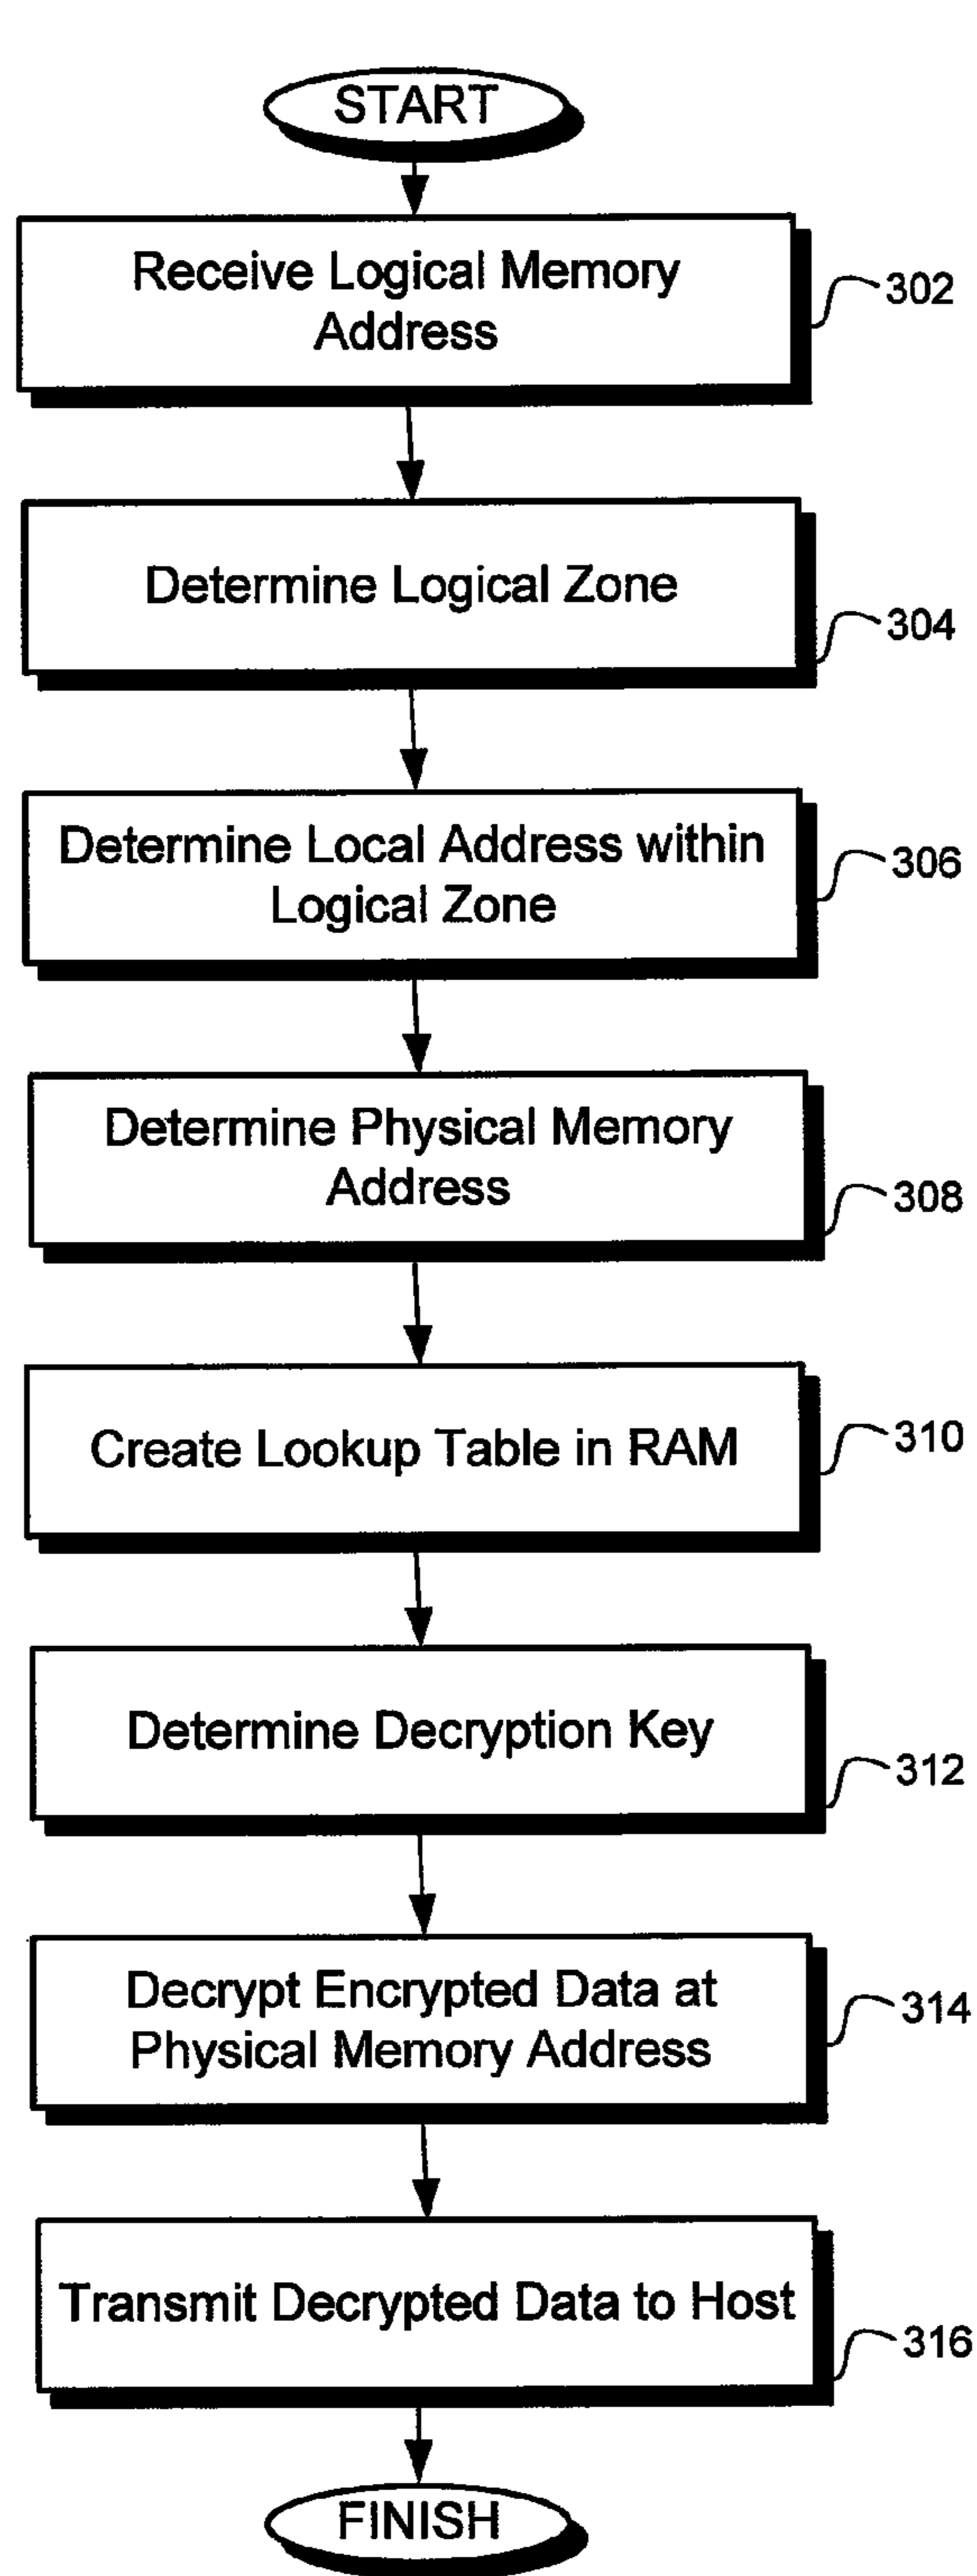 START
Receive Logical Memory
Address
302
Determine Logical Zone
304
Determine Local Address within
Logical Zone
306
Determine Physical Memory
Address
308
Create Lookup Table in RAM
310
Determine Decryption Key
312
Decrypt Encrypted Data at
Physical Memory Address
314
Transmit Decrypted Data to Host
316
FINISH